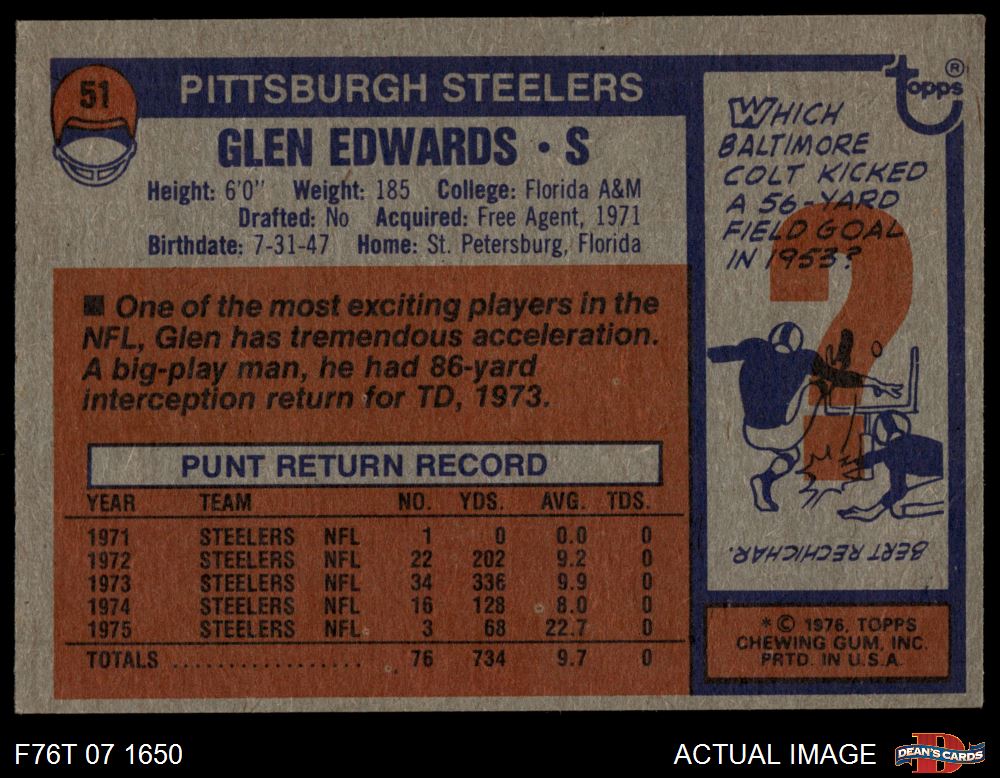 51
PITTSBURGH STEELERS
GLEN EDWARDS • S
Height: 6'0" Weight: 185 College: Florida A&M
Drafted: No Acquired: Free Agent, 1971
Birthdate: 7-31-47 Home: St. Petersburg, Florida
■ One of the most exciting players in the
NFL, Glen has tremendous acceleration.
A big-play man, he had 86-yard
interception return for TD, 1973.
PUNT RETURN RECORD
YEAR TEAM NO. YDS. AVG. TDS.
1971 STEELERS NFL 1 0 0.0 0
1972 STEELERS NFL 22 202 9.2 0
1973 STEELERS NFL 34 336 9.9 0
1974 STEELERS NFL 16 128 8.0 0
1975 STEELERS NFL 3 68 22.7 0
TOTALS .................. 76 734 9.7 0
topps ®
WHICH
BALTIMORE
COLT KICKED
A 56-YARD
FIELD GOAL
IN 1953?
?
BERT RECHICHAR.
* © 1976, TOPPS
CHEWING GUM, INC.
PRTD. IN U.S.A.
F76T 07 1650
ACTUAL IMAGE
D
DEAN'S CARDS